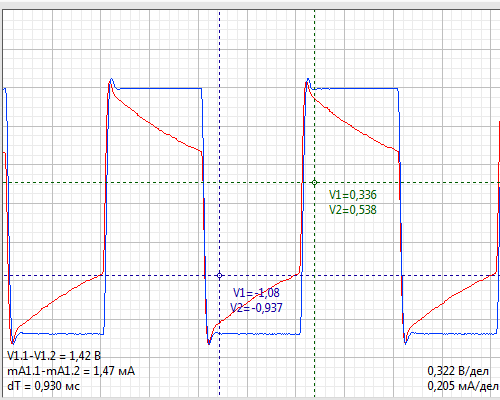 V1=0,336
V2=0,538
V1=-1,08
V2=-0,937
V1.1-V1.2 = 1,42 В
mA1.1-mA1.2 = 1,47 мА
dT = 0,930 мс
0,322 В/дел
0,205 мА/дел